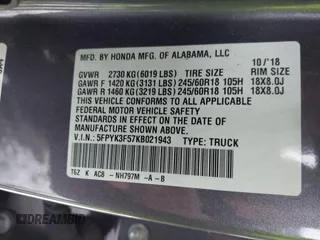 MFD. BY HONDA MFG. OF ALABAMA, LLC 10/'18
GVWR 2730 KG (6019 LBS) TIRE SIZE RIM SIZE
GAWR F 1420 KG (3131 LBS) 245/60R18 105H 18X8.0J
GAWR R 1460 KG (3219 LBS) 245/60R18 105H 18X8.0J
THIS VEHICLE CONFORMS TO ALL APPLICABLE
FEDERAL MOTOR VEHICLE SAFETY
STANDARDS IN EFFECT ON THE DATE OF
MANUFACTURE SHOWN ABOVE.
V.I.N.: 5FPYK3F57KB021943 TYPE: TRUCK
T6Z K AC8 -NH797M -A-B
DREAMBID